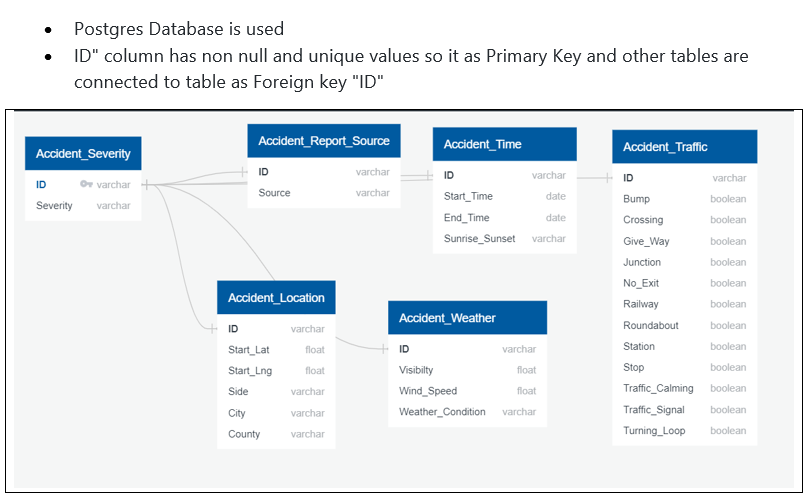 • Postgres Database is used
• ID" column has non null and unique values so it as Primary Key and other tables are
connected to table as Foreign key "ID"
Accident_Severity
ID varchar
Severity varchar
Accident_Report_Source
ID varchar
Source varchar
Accident_Time
ID varchar
Start_Time date
End_Time date
Sunrise_Sunset varchar
Accident_Traffic
ID varchar
Bump boolean
Crossing boolean
Give_Way boolean
Junction boolean
No_Exit boolean
Railway boolean
Roundabout boolean
Station boolean
Stop boolean
Traffic_Calming boolean
Traffic_Signal boolean
Turning_Loop boolean
Accident_Location
ID varchar
Start_Lat float
Start_Lng float
Side varchar
City varchar
County varchar
Accident_Weather
ID varchar
Visibilty float
Wind_Speed float
Weather_Condition varchar